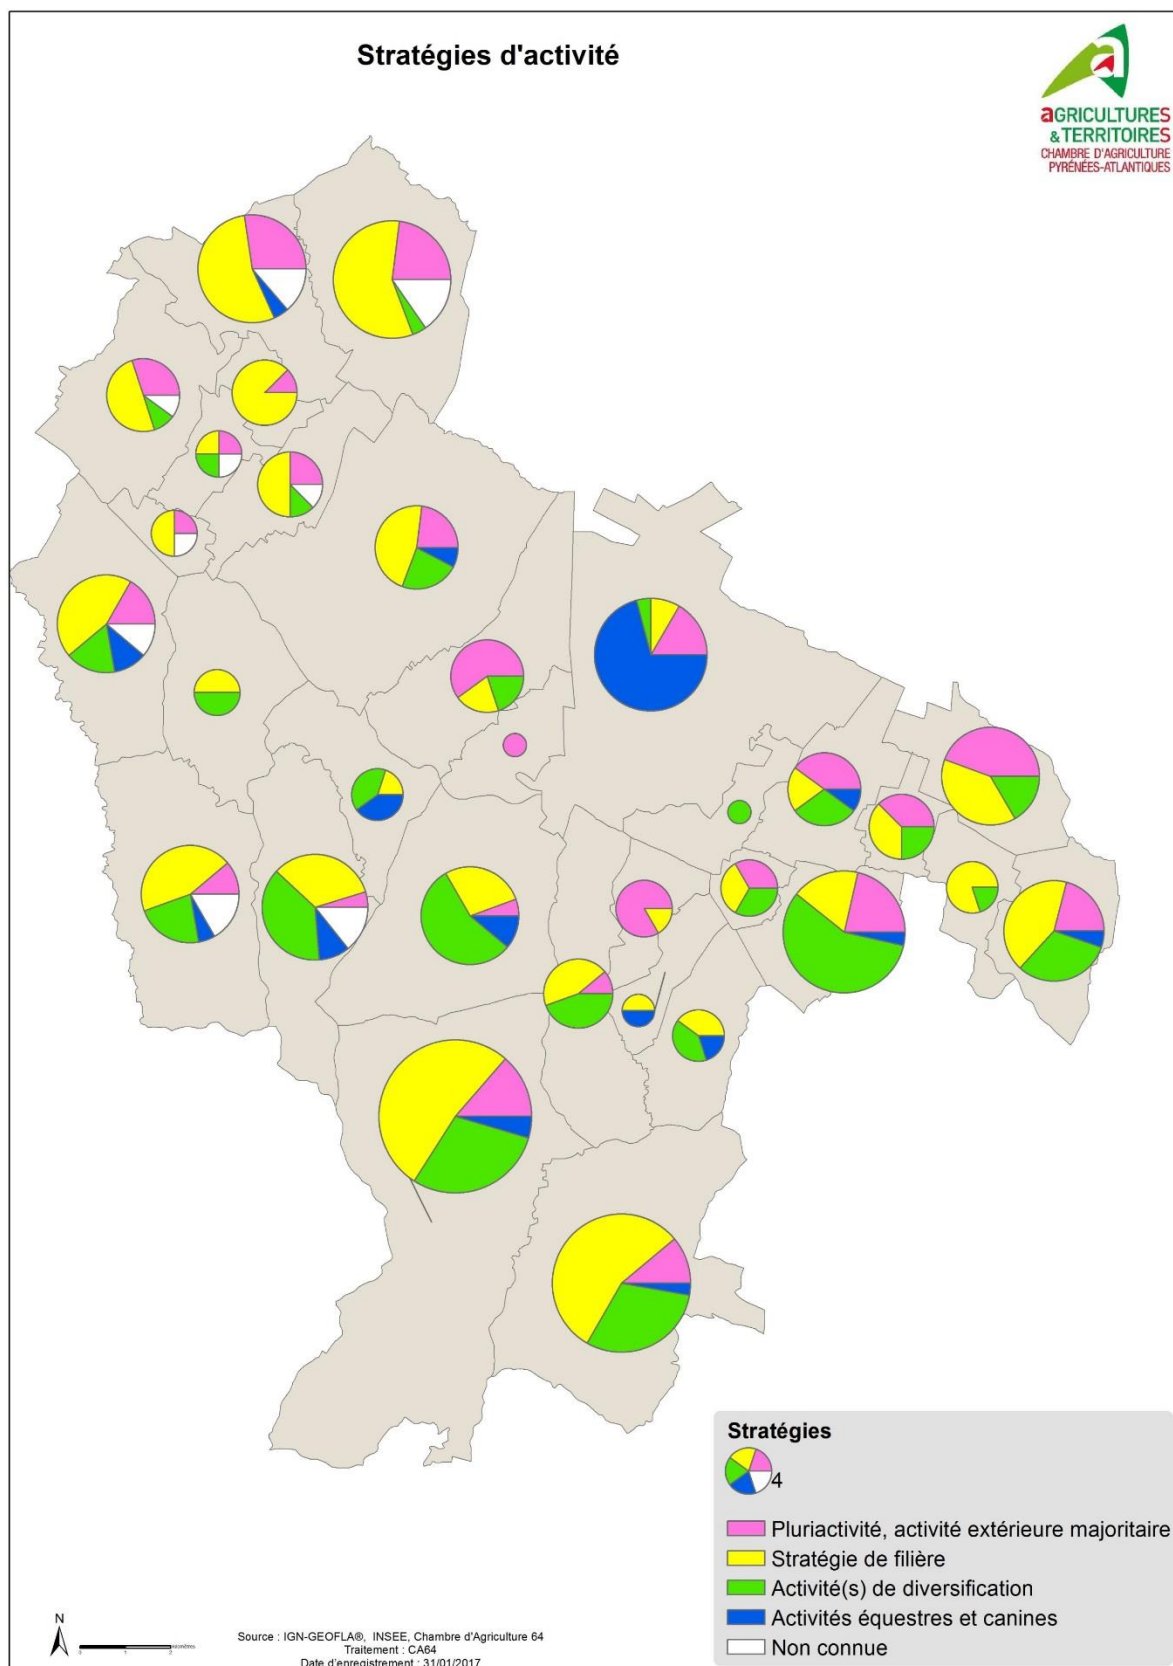 Stratégies d'activité
aGRICULTURES
& TERRITOIRES
CHAMBRE D'AGRICULTURE
PYRÉNÉES-ATLANTIQUES
Stratégies
4
Pluriactivité, activité extérieure majoritaire
Stratégie de filière
Activité(s) de diversification
Activités équestres et canines
Non connue
N
Source : IGN-GEOFLA®, INSEE, Chambre d'Agriculture 64
Traitement : CA64
Date d'enregistrement : 31/01/2017